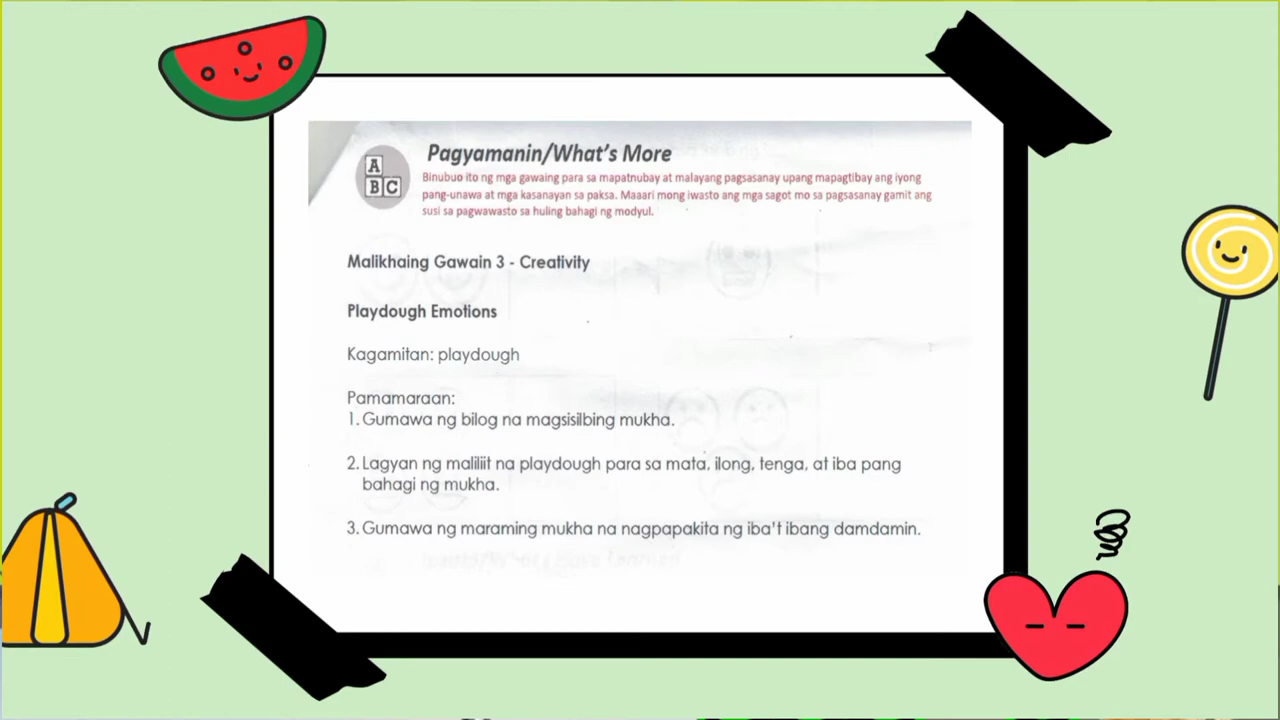 A
B C
Pagyamanin/What's More
Binubuo ito ng mga gawaing para sa mapatnubay at malayang pagsasanay upang mapagtibay ang iyong
pang-unawa at mga kasanayan sa paksa. Maaari mong iwasto ang mga sagot mo sa pagsasanay gamit ang
susi sa pagwawasto sa huling bahagi ng modyul.
Malikhaing Gawain 3 - Creativity
Playdough Emotions
Kagamitan: playdough
Pamamaraan:
1. Gumawa ng bilog na magsisilbing mukha.
2. Lagyan ng maliliit na playdough para sa mata, ilong, tenga, at iba pang
bahagi ng mukha.
3. Gumawa ng maraming mukha na nagpapakita ng iba't ibang damdamin.